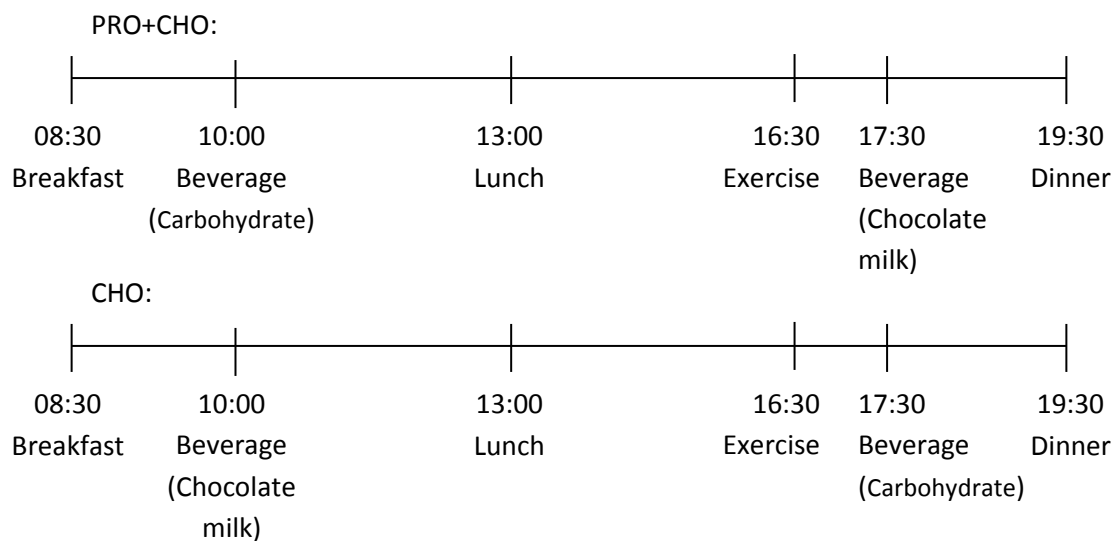 PRO+CHO:
08:30 10:00 13:00 16:30 17:30 19:30
Breakfast Beverage Lunch Exercise Beverage Dinner
(Carbohydrate) (Chocolate
milk)
CHO:
08:30 10:00 13:00 16:30 17:30 19:30
Breakfast Beverage Lunch Exercise Beverage Dinner
(Chocolate (Carbohydrate)
milk)